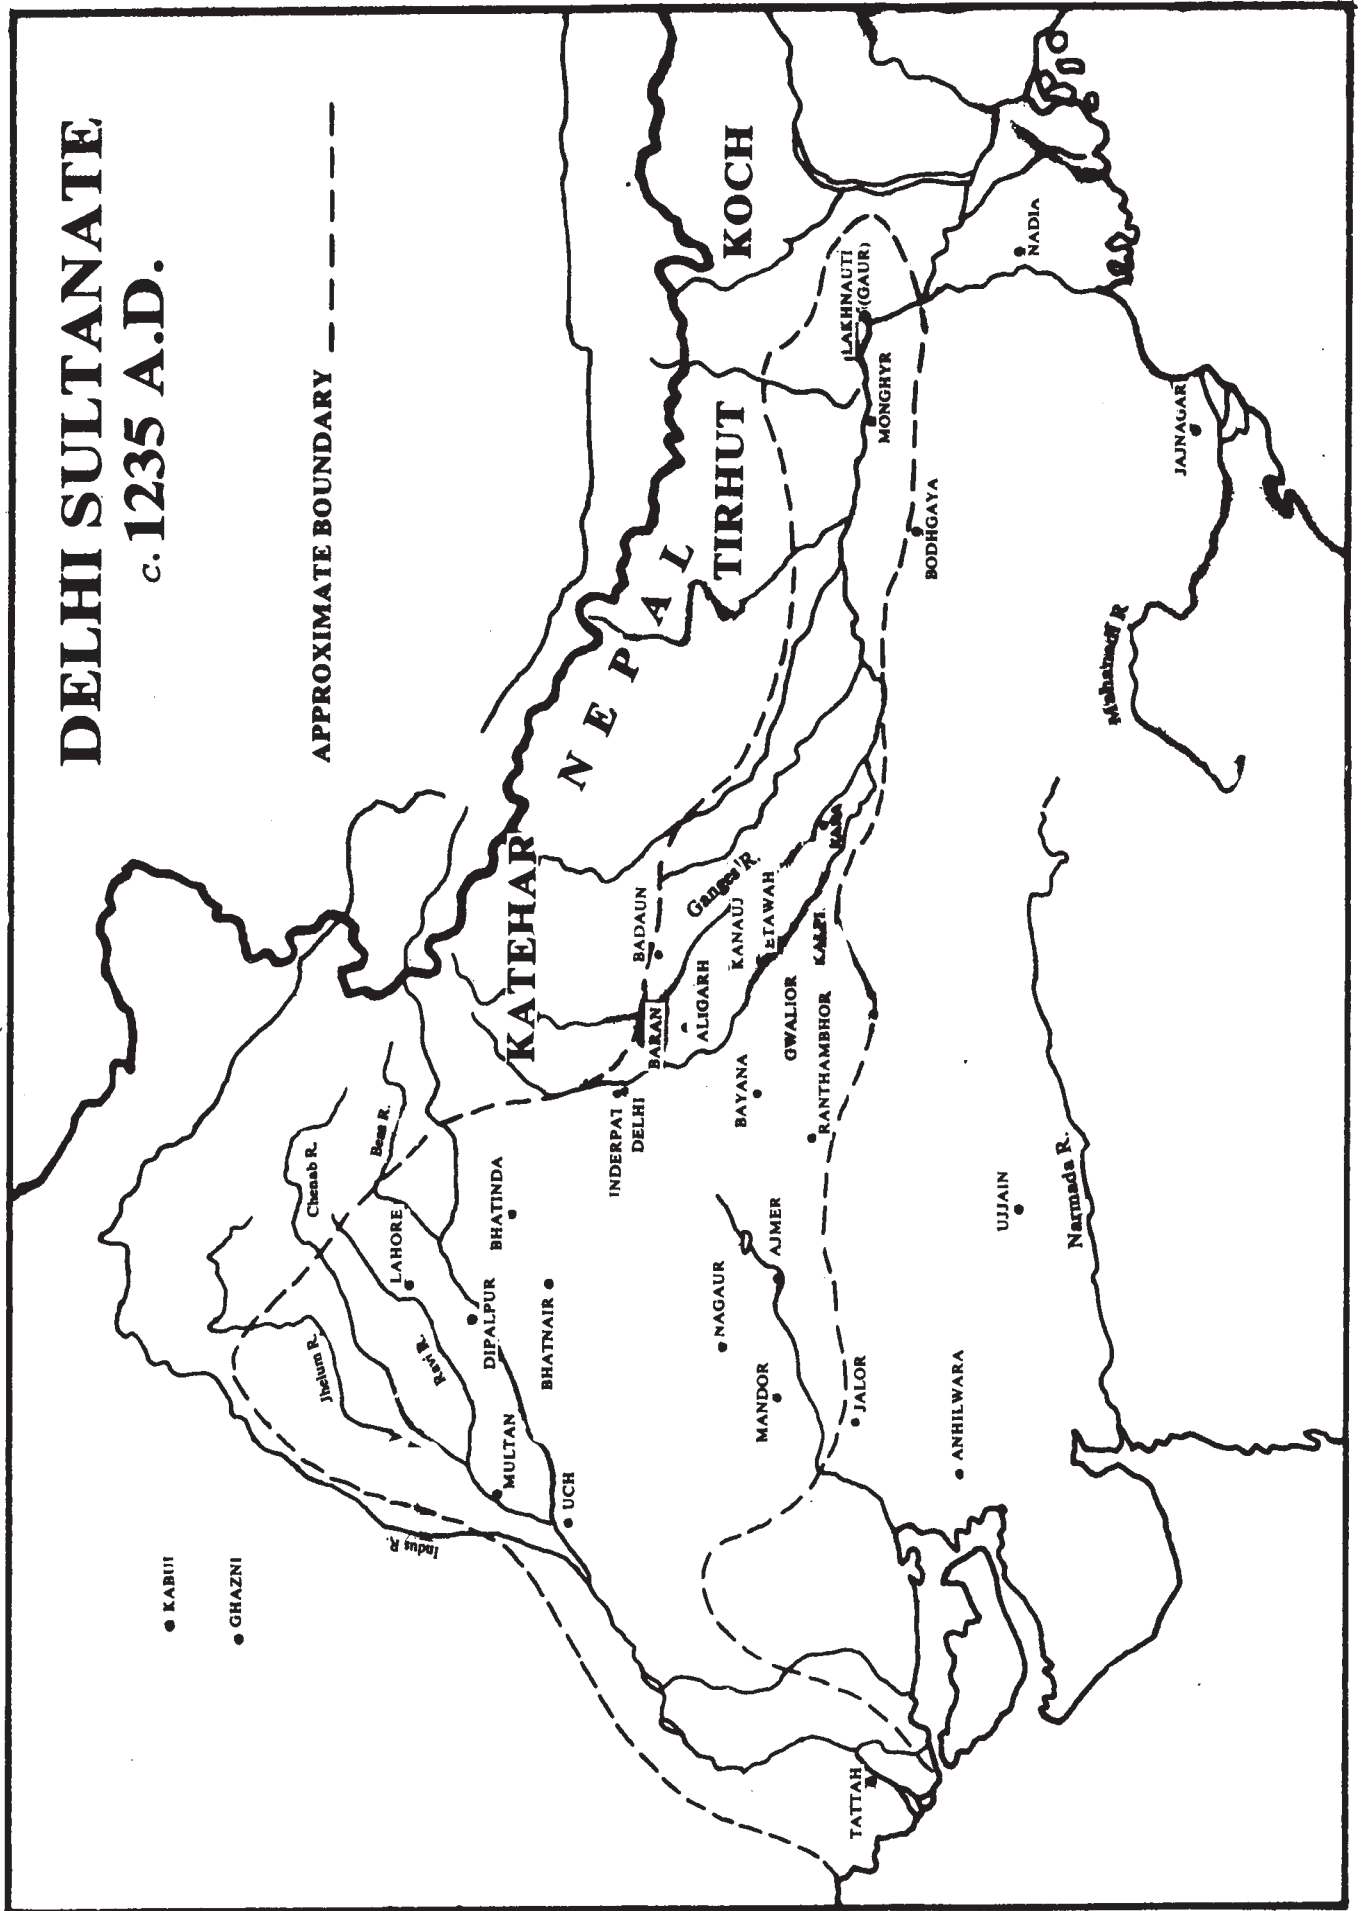 DELHI SULTANATE
c. 1235 A.D.
APPROXIMATE BOUNDARY
KABUL
GHAZNI
Indus R.
Jhelum R.
Chenab R.
Ravi R.
Beas R.
LAHORE
DIPALPUR
MULTAN
UCH
BHATINDA
BHATNAIR
KATEHAR
NEPAL
TIRHUT
KOCH
INDERPAT
DELHI
BARAN
BADAUN
ALIGARH
Ganges R.
KANAUJ
ETAWAH
KALPI
KARA
BAYANA
GWALIOR
RANTHAMBHOR
NAGAUR
AJMER
MANDOR
JALOR
ANHILWARA
UJJAIN
Narmada R.
TATTAH
LAKHNAUTI
(GAUR)
MONGHYR
BODHGAYA
NADIA
JAJNAGAR
Mahanadi R